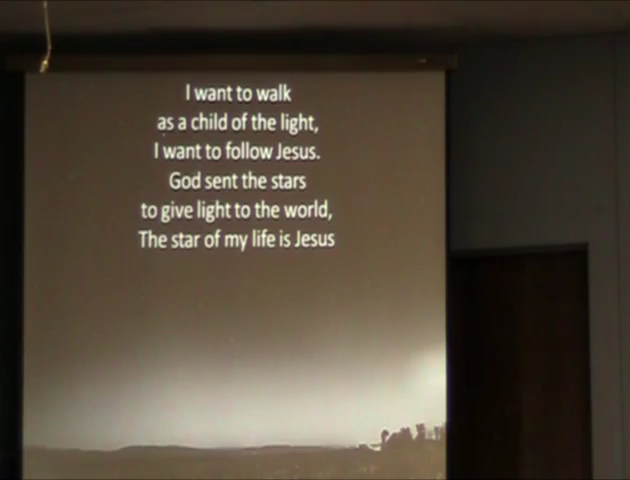 I want to walk
as a child of the light,
I want to follow Jesus.
God sent the stars
to give light to the world,
The star of my life is Jesus